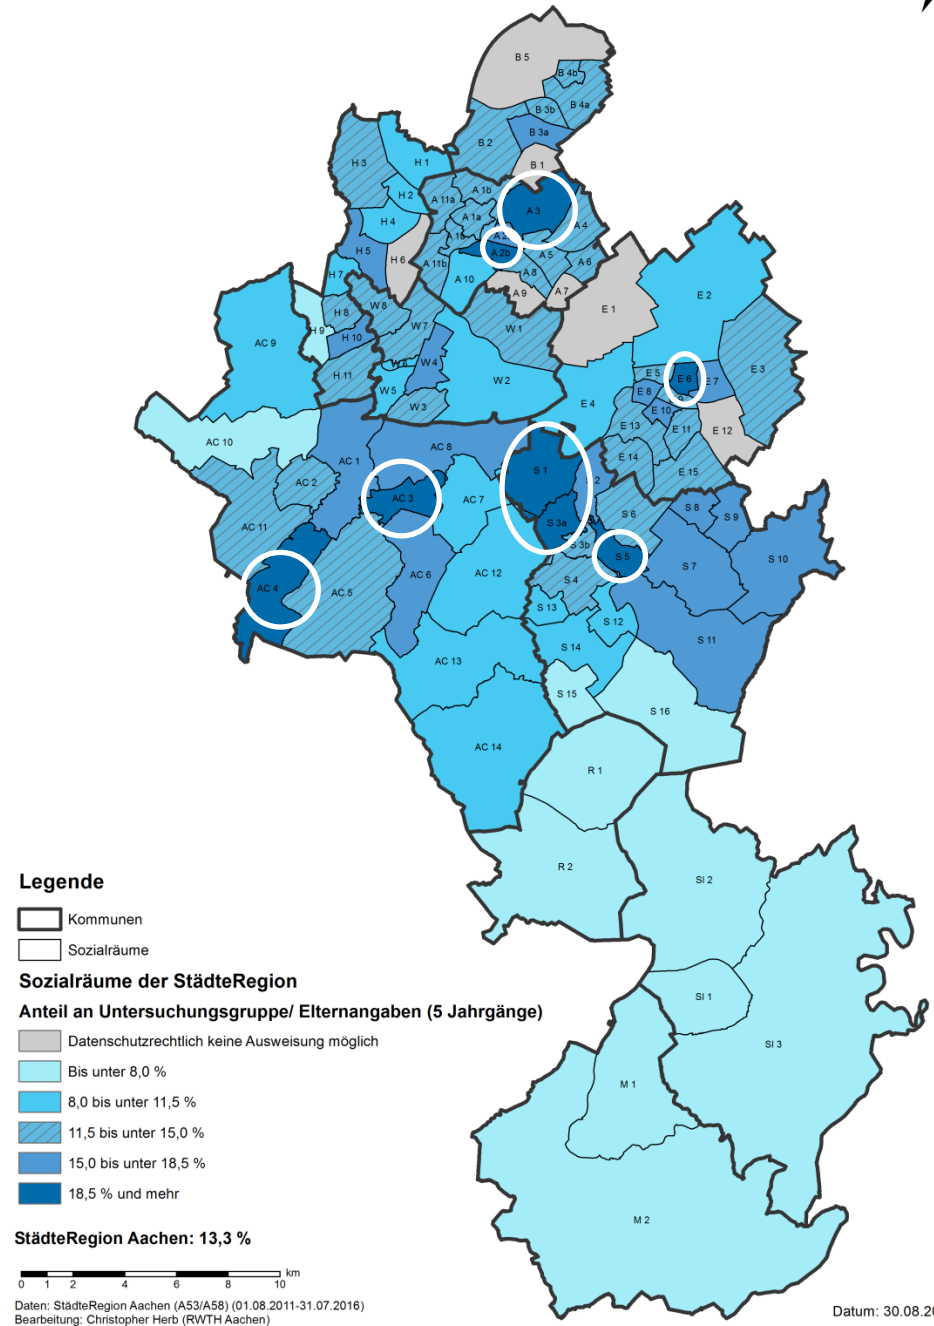 B 5
B 4b
B 4a
B 3b
B 3a
B 2
B 1
H 3
H 1
H 2
H 4
H 5
H 6
H 7
A 1b
A 11a
A 1a
A 3
A 4
A 2b
A 5
A 6
A 11b
A 8
A 10
A 9
A 7
E 1
E 2
AC 9
H 9
H 8
H 10
H 11
W 8
W 7
W 1
W 6
W 4
W 5
W 2
W 3
E 3
E 5
E 6
E 7
E 8
E 4
E 10
E 13
E 11
E 12
E 14
E 15
AC 10
AC 1
AC 8
AC 2
AC 3
AC 7
AC 11
S 1
S 3a
S 3b
S 6
S 8
S 9
S 5
S 7
S 10
AC 4
AC 5
AC 6
AC 12
S 4
S 13
S 12
S 11
S 14
AC 13
S 15
S 16
AC 14
R 1
R 2
SI 2
SI 1
SI 3
M 1
M 2
Legende
Kommunen
Sozialräume
Sozialräume der StädteRegion
Anteil an Untersuchungsgruppe/ Elternangaben (5 Jahrgänge)
Datenschutzrechtlich keine Ausweisung möglich
Bis unter 8,0 %
8,0 bis unter 11,5 %
11,5 bis unter 15,0 %
15,0 bis unter 18,5 %
18,5 % und mehr
StädteRegion Aachen: 13,3 %
km
0 1 2 4 6 8 10
Daten: StädteRegion Aachen (A53/A58) (01.08.2011-31.07.2016)
Bearbeitung: Christopher Herb (RWTH Aachen)
Datum: 30.08.20